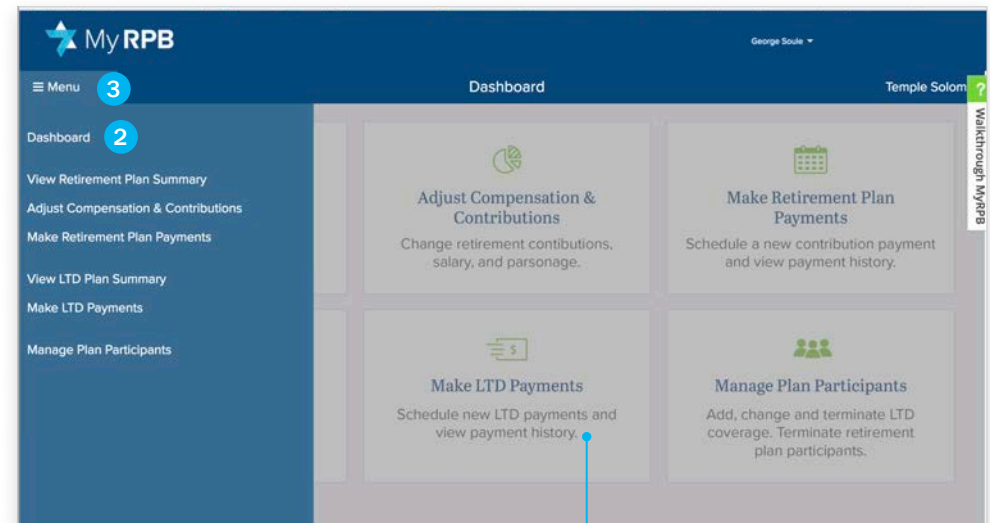 My RPB
George Soule
Menu
3
Dashboard
Temple Solom
?
Walkthrough MyRPB
Dashboard
2
View Retirement Plan Summary
Adjust Compensation & Contributions
Make Retirement Plan Payments
View LTD Plan Summary
Make LTD Payments
Manage Plan Participants
Adjust Compensation &
Contributions
Change retirement contibutions,
salary, and parsonage.
Make Retirement Plan
Payments
Schedule a new contribution payment
and view payment history.
$
Make LTD Payments
Schedule new LTD payments and
view payment history.
Manage Plan Participants
Add, change and terminate LTD
coverage. Terminate retirement
plan participants.